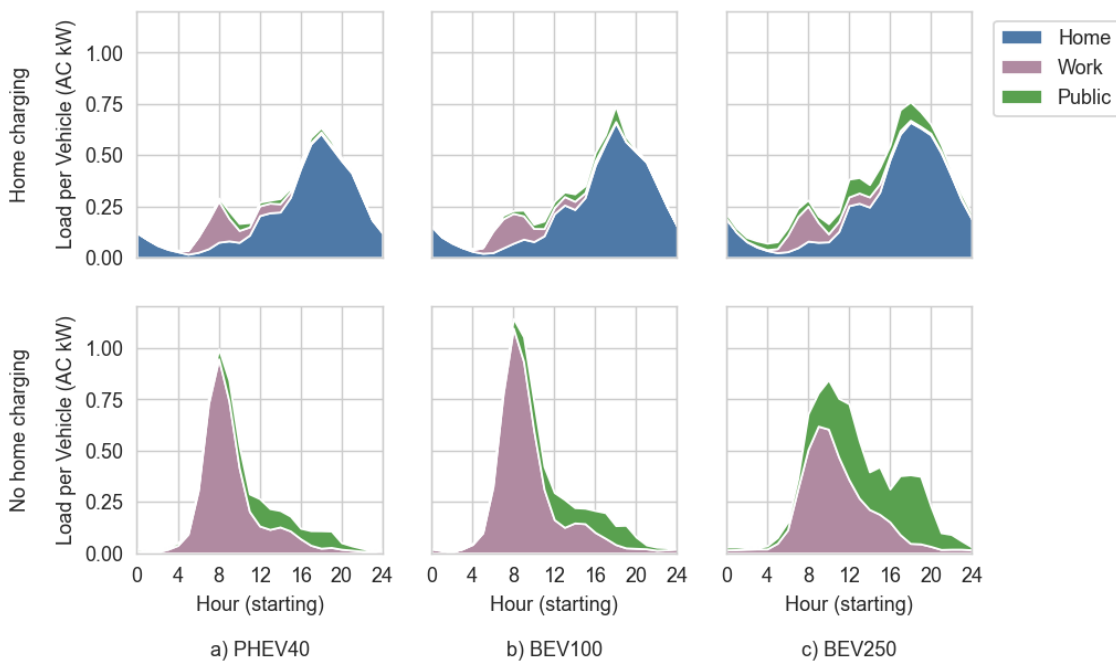 Home charging
Load per Vehicle (AC kW)
1.00
0.75
0.50
0.25
0.00
Home
Work
Public
No home charging
Load per Vehicle (AC kW)
1.00
0.75
0.50
0.25
0.00
0 4 8 12 16 20 24
0 4 8 12 16 20 24
0 4 8 12 16 20 24
Hour (starting)
Hour (starting)
Hour (starting)
a) PHEV40
b) BEV100
c) BEV250